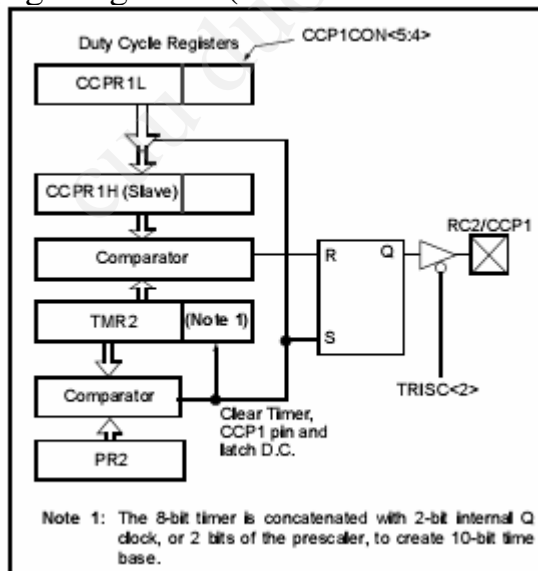 Duty Cycle Registers
CCP1CON<5:4>
CCPR1L
CCPR1H (Slave)
RC2/CCP1
Comparator
R
Q
TMR2
(Note 1)
S
TRISC<2>
Comparator
Clear Timer,
CCP1 pin and
latch D.C.
PR2
Note 1: The 8-bit timer is concatenated with 2-bit internal Q
clock, or 2 bits of the prescaler, to create 10-bit time
base.